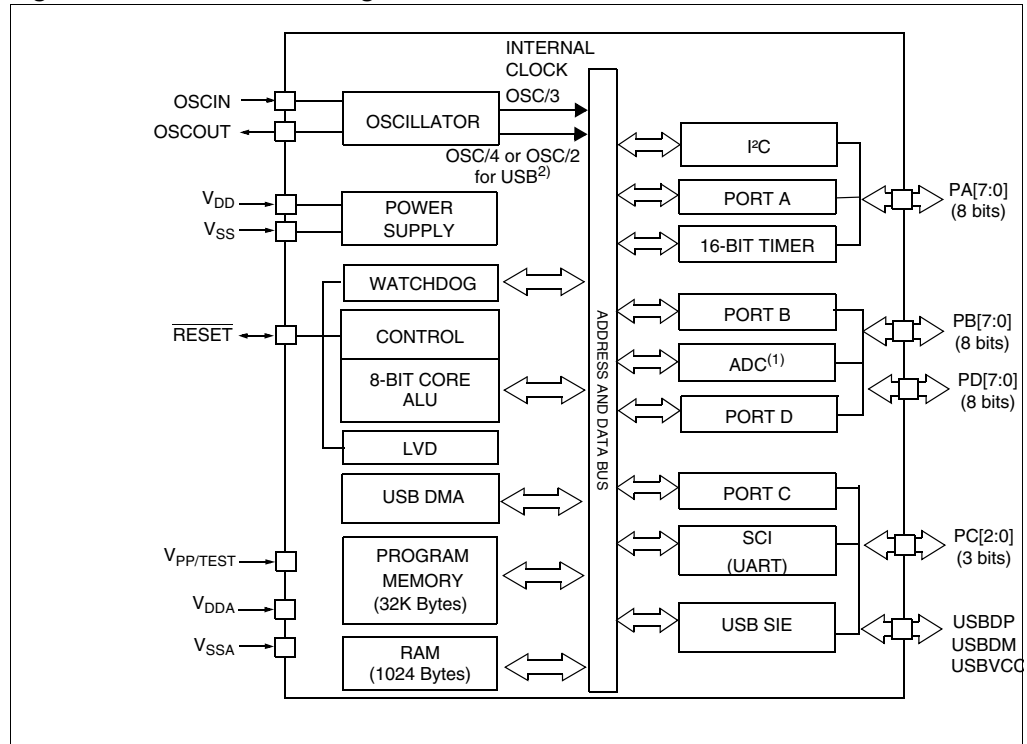 INTERNAL
CLOCK
OSC/3
OSCIN
OSCOUT
OSCILLATOR
OSC/4 or OSC/2
for USB2)
VDD
VSS
POWER
SUPPLY
WATCHDOG
RESET
CONTROL
8-BIT CORE
ALU
LVD
USB DMA
VPP/TEST
PROGRAM
MEMORY
(32K Bytes)
VDDA
VSSA
RAM
(1024 Bytes)
ADDRESS AND DATA BUS
I²C
PORT A
16-BIT TIMER
PA[7:0]
(8 bits)
PORT B
ADC(1)
PORT D
PB[7:0]
(8 bits)
PD[7:0]
(8 bits)
PORT C
SCI
(UART)
USB SIE
PC[2:0]
(3 bits)
USBDP
USBDM
USBVCC